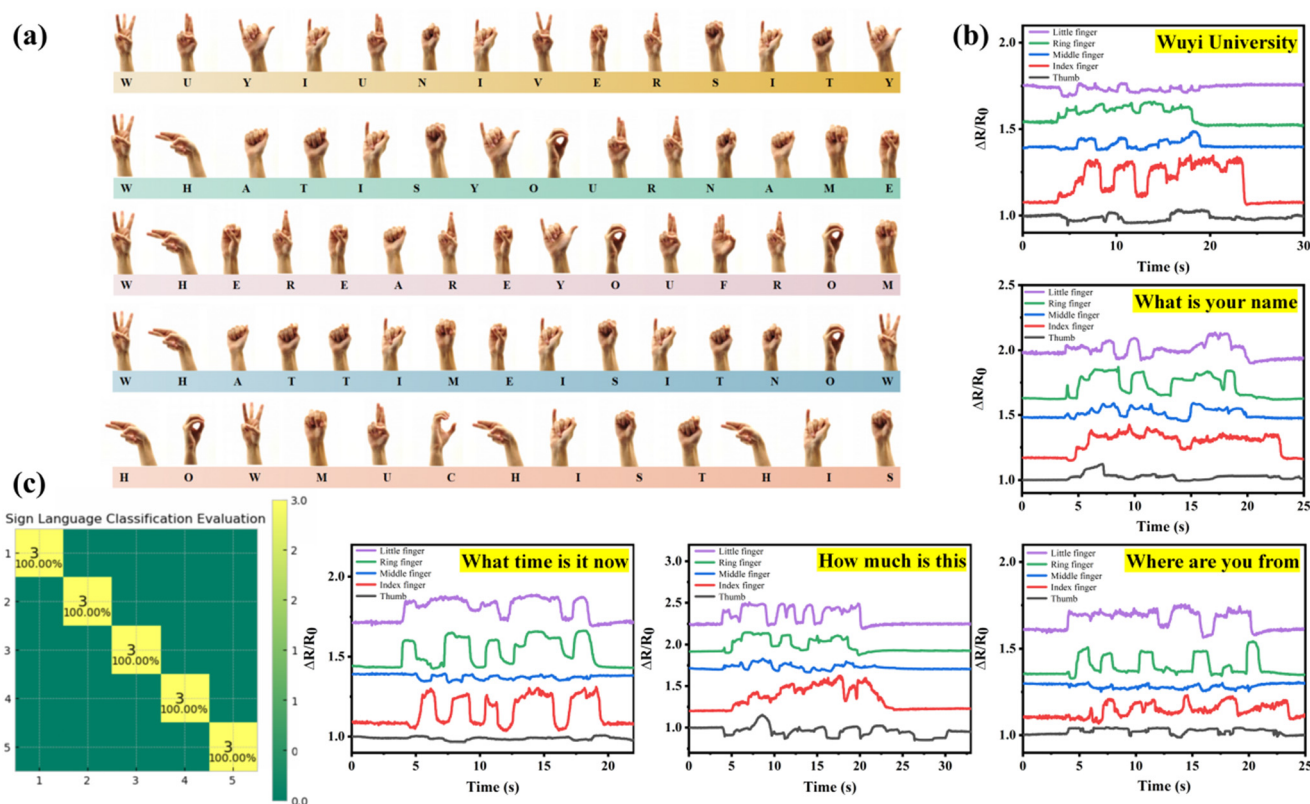 (a)
W U Y I U N I V E R S I T Y
W H A T I S Y O U R N A M E
W H E R E A R E Y O U F R O M
W H A T T I M E I S I T N O W
H O W M U C H I S T H I S
(b)
Wuyi University
Little finger
Ring finger
Middle finger
Index finger
Thumb
2.0
1.5
1.0
ΔR/R0
0 10 20 30
Time (s)
What is your name
Little finger
Ring finger
Middle finger
Index finger
Thumb
2.5
2.0
1.5
1.0
ΔR/R0
0 5 10 15 20 25
Time (s)
(c)
Sign Language Classification Evaluation
3
100.00%
3
100.00%
3
100.00%
3
100.00%
3
100.00%
1
2
3
4
5
1 2 3 4 5
3.0
2
2
1
1
0
0.0
What time is it now
Little finger
Ring finger
Middle finger
Index finger
Thumb
2.0
1.5
1.0
ΔR/R0
0 5 10 15 20
Time (s)
How much is this
Little finger
Ring finger
Middle finger
Index finger
Thumb
3.0
2.5
2.0
1.5
1.0
ΔR/R0
0 10 20 30
Time (s)
Where are you from
Little finger
Ring finger
Middle finger
Index finger
Thumb
2.0
1.5
1.0
ΔR/R0
0 5 10 15 20 25
Time (s)